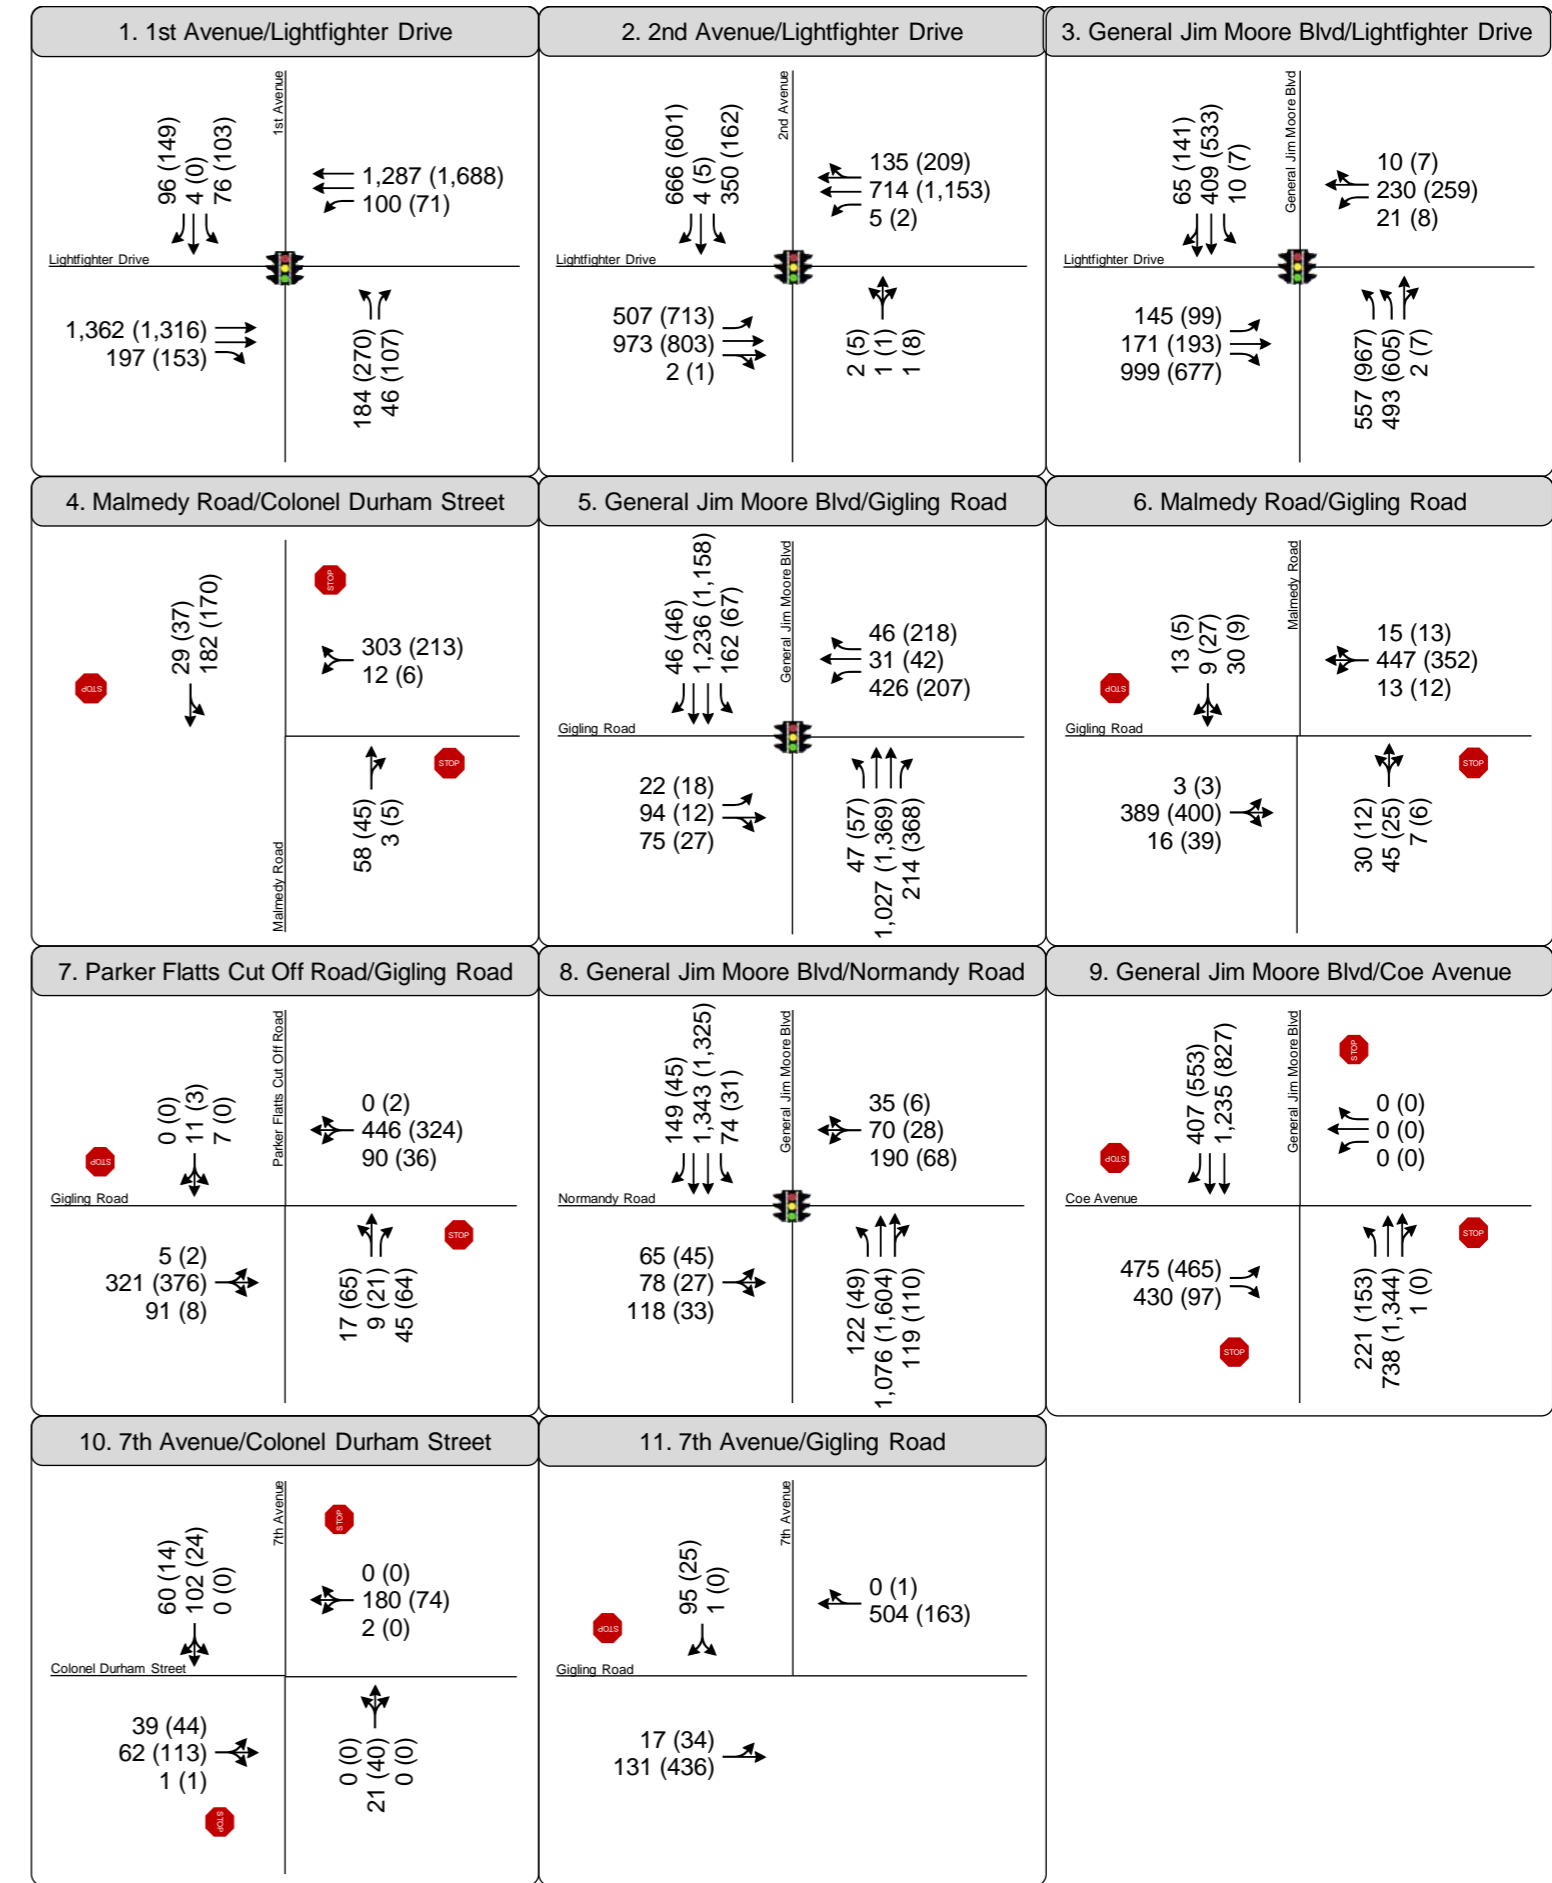 1. 1st Avenue/Lightfighter Drive
96 (149)
4 (0)
76 (103)
1st Avenue
1,287 (1,688)
100 (71)
Lightfighter Drive
1,362 (1,316)
197 (153)
184 (270)
46 (107)
2. 2nd Avenue/Lightfighter Drive
666 (601)
4 (5)
350 (162)
2nd Avenue
135 (209)
714 (1,153)
5 (2)
Lightfighter Drive
507 (713)
973 (803)
2 (1)
2 (5)
1 (1)
1 (8)
3. General Jim Moore Blvd/Lightfighter Drive
65 (141)
409 (533)
10 (7)
General Jim Moore Blvd
10 (7)
230 (259)
21 (8)
Lightfighter Drive
145 (99)
171 (193)
999 (677)
557 (967)
493 (605)
2 (7)
4. Malmedy Road/Colonel Durham Street
STOP
29 (37)
182 (170)
STOP
303 (213)
12 (6)
58 (45)
3 (5)
STOP
Malmedy Road
5. General Jim Moore Blvd/Gigling Road
46 (46)
1,236 (1,158)
162 (67)
General Jim Moore Blvd
46 (218)
31 (42)
426 (207)
Gigling Road
22 (18)
94 (12)
75 (27)
47 (57)
1,027 (1,369)
214 (368)
6. Malmedy Road/Gigling Road
STOP
13 (5)
9 (27)
30 (9)
Malmedy Road
15 (13)
447 (352)
13 (12)
Gigling Road
3 (3)
389 (400)
16 (39)
30 (12)
45 (25)
7 (6)
STOP
7. Parker Flatts Cut Off Road/Gigling Road
STOP
0 (0)
11 (3)
7 (0)
Parker Flatts Cut Off Road
0 (2)
446 (324)
90 (36)
Gigling Road
5 (2)
321 (376)
91 (8)
17 (65)
9 (21)
45 (64)
STOP
8. General Jim Moore Blvd/Normandy Road
149 (45)
1,343 (1,325)
74 (31)
General Jim Moore Blvd
35 (6)
70 (28)
190 (68)
Normandy Road
65 (45)
78 (27)
118 (33)
122 (49)
1,076 (1,604)
119 (110)
9. General Jim Moore Blvd/Coe Avenue
STOP
407 (553)
1,235 (827)
General Jim Moore Blvd
STOP
0 (0)
0 (0)
0 (0)
Coe Avenue
475 (465)
430 (97)
STOP
221 (153)
738 (1,344)
1 (0)
STOP
10. 7th Avenue/Colonel Durham Street
60 (14)
102 (24)
0 (0)
7th Avenue
STOP
0 (0)
180 (74)
2 (0)
Colonel Durham Street
39 (44)
62 (113)
1 (1)
STOP
0 (0)
21 (40)
0 (0)
11. 7th Avenue/Gigling Road
STOP
95 (25)
1 (0)
7th Avenue
0 (1)
504 (163)
Gigling Road
17 (34)
131 (436)